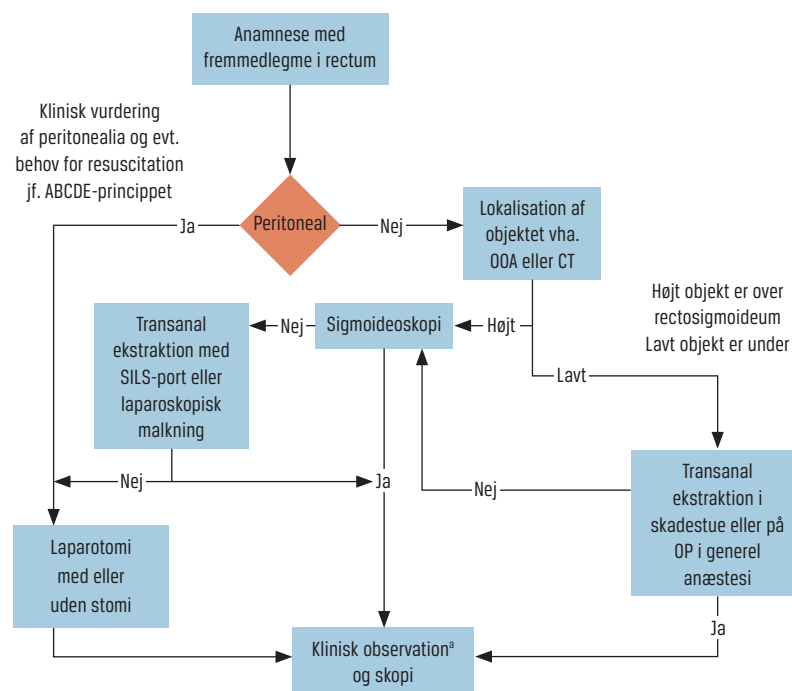 Anamnese med
fremmedlegme i rectum
Klinisk vurdering
af peritonealia og evt.
behov for resuscitation
jf. ABCDE-princippet
Ja
Peritoneal
Nej
Lokalisation af
objektet vha.
OOA eller CT
Højt objekt er over
rectosigmoideum
Lavt objekt er under
Transanal
ekstraktion med
SILS-port eller
laparoskopisk
malkning
Nej
Sigmoideoskopi
Højt
Lavt
Nej
Ja
Nej
Transanal
ekstraktion i
skadestue eller på
OP i generel
anæstesi
Laparotomi
med eller
uden stomi
Ja
Klinisk observationᵃ
og skopi